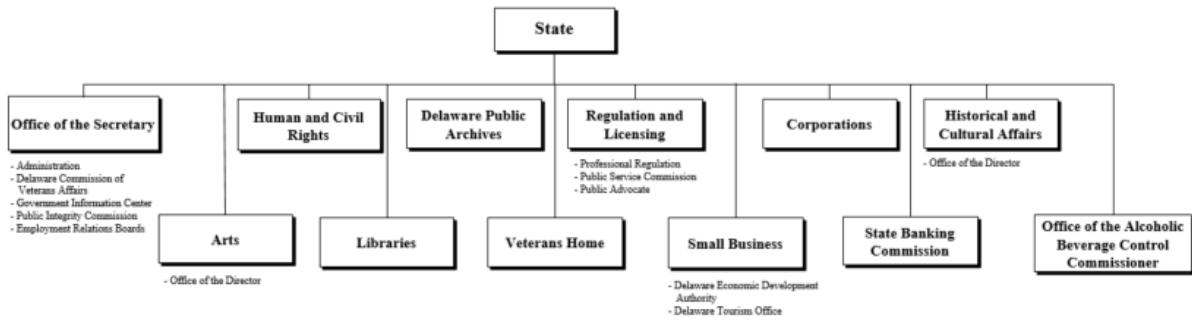 State
Office of the Secretary
- Administration
- Delaware Commission of
Veterans Affairs
- Government Information Center
- Public Integrity Commission
- Employment Relations Boards
Human and Civil
Rights
Delaware Public
Archives
Regulation and
Licensing
- Professional Regulation
- Public Service Commission
- Public Advocate
Corporations
Historical and
Cultural Affairs
- Office of the Director
Arts
- Office of the Director
Libraries
Veterans Home
Small Business
- Delaware Economic Development
Authority
- Delaware Tourism Office
State Banking
Commission
Office of the Alcoholic
Beverage Control
Commissioner